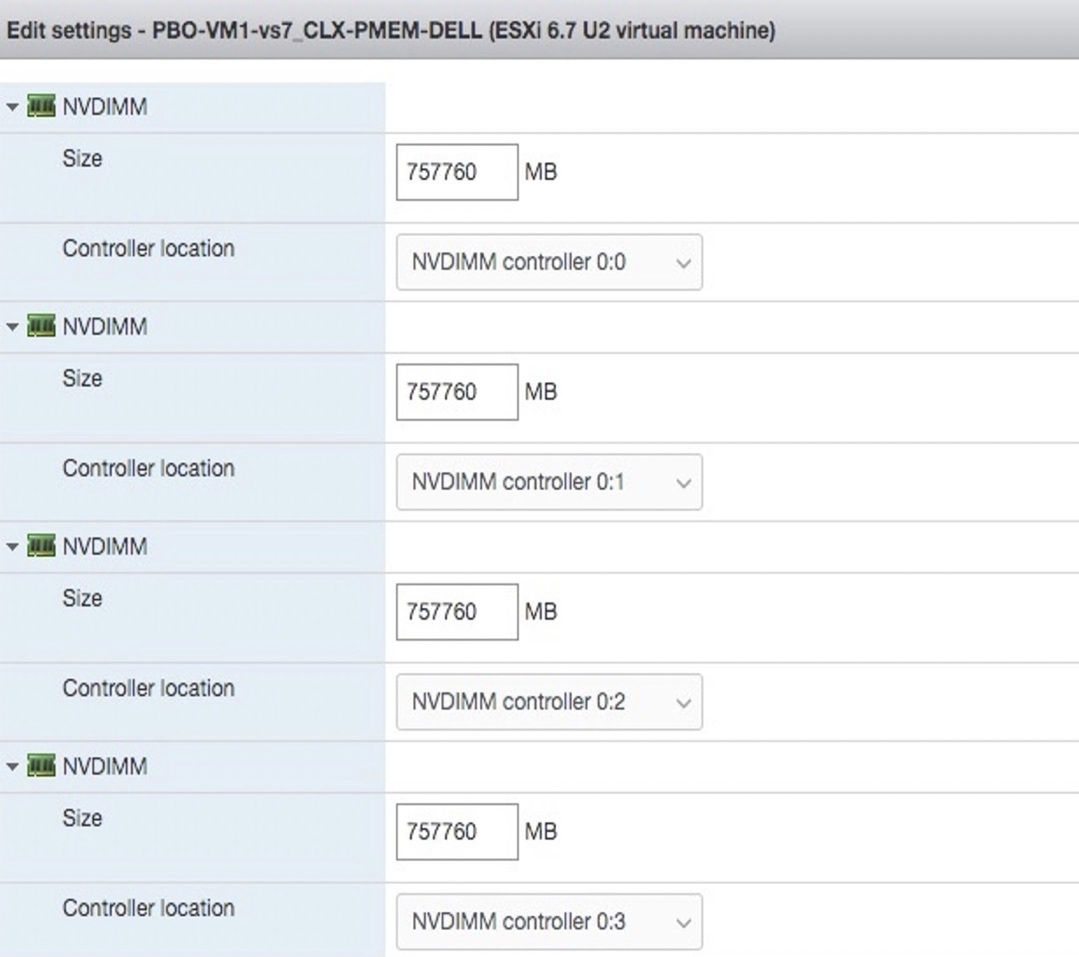 Edit settings - PBO-VM1-vs7_CLX-PMEM-DELL (ESXi 6.7 U2 virtual machine)
NVDIMM
Size
757760 MB
Controller location
NVDIMM controller 0:0
NVDIMM
Size
757760 MB
Controller location
NVDIMM controller 0:1
NVDIMM
Size
757760 MB
Controller location
NVDIMM controller 0:2
NVDIMM
Size
757760 MB
Controller location
NVDIMM controller 0:3